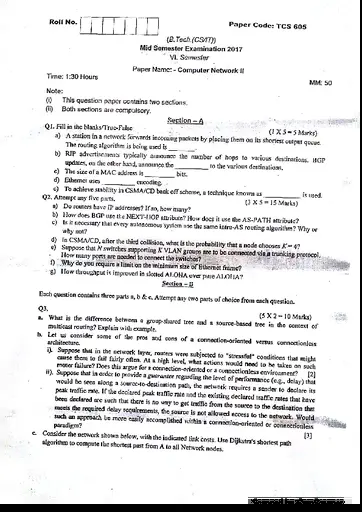 Roll No.
Paper Code: TCS 605
(B.Tech.(CS/IT))
Mid Semester Examination 2017
VI. Semester
Paper Name:- Computer Network II
Time: 1:30 Hours
MM: 50
Note:
(i) This question paper contains two sections.
(ii) Both sections are compulsory.
Section – A
Q1. Fill in the blanks/True-False (1 X 5 = 5 Marks)
a) A station in a network forwards incoming packets by placing them on its shortest output queue.
The routing algorithm is being used is ______
b) RIP advertisements typically announce the number of hops to various destinations. BGP
updates, on the other hand, announce the ______ to the various destinations.
c) The size of a MAC address is ______ bits.
d) Ethernet uses ______ encoding.
e) To achieve stability in CSMA/CD back off scheme, a technique known as ______ is used.
Q2. Attempt any five parts. (3 X 5 = 15 Marks)
a) Do routers have IP addresses? If so, how many?
b) How does BGP use the NEXT-HOP attribute? How does it use the AS-PATH attribute?
c) Is it necessary that every autonomous system use the same intra-AS routing algorithm? Why or
why not?
d) In CSMA/CD, after the third collision, what is the probability that a node chooses K = 4?
e) Suppose that N switches supporting K VLAN groups are to be connected via a trunking protocol.
How many ports are needed to connect the switches?
f) Why do you require a limit on the minimum size of Ethernet frame?
g) How throughput is improved in slotted ALOHA over pure ALOHA?
Section – B
Each question contains three parts a, b & c. Attempt any two parts of choice from each question.
(5 X 2 = 10 Marks)
Q3.
a. What is the difference between a group-shared tree and a source-based tree in the context of
multicast routing? Explain with example.
b. Let us consider some of the pros and cons of a connection-oriented versus connectionless
architecture.
i). Suppose that in the network layer, routers were subjected to "stressful" conditions that might
cause them to fail fairly often. At a high level, what actions would need to be taken on such
router failure? Does this argue for a connection-oriented or a connectionless environment? [2]
ii). Suppose that in order to provide a guarantee regarding the level of performance (e.g., delay) that
would be seen along a source-to-destination path, the network requires a sender to declare its
peak traffic rate. If the declared peak traffic rate and the existing declared traffic rates that have
been declared are such that there is no way to get traffic from the source to the destination that
meets the required delay requirements, the source is not allowed access to the network. Would
such an approach be more easily accomplished within a connection-oriented or connectionless
paradigm? [3]
c. Consider the network shown below, with the indicated link costs. Use Dijkstra's shortest path
algorithm to compute the shortest path from A to all Network nodes.